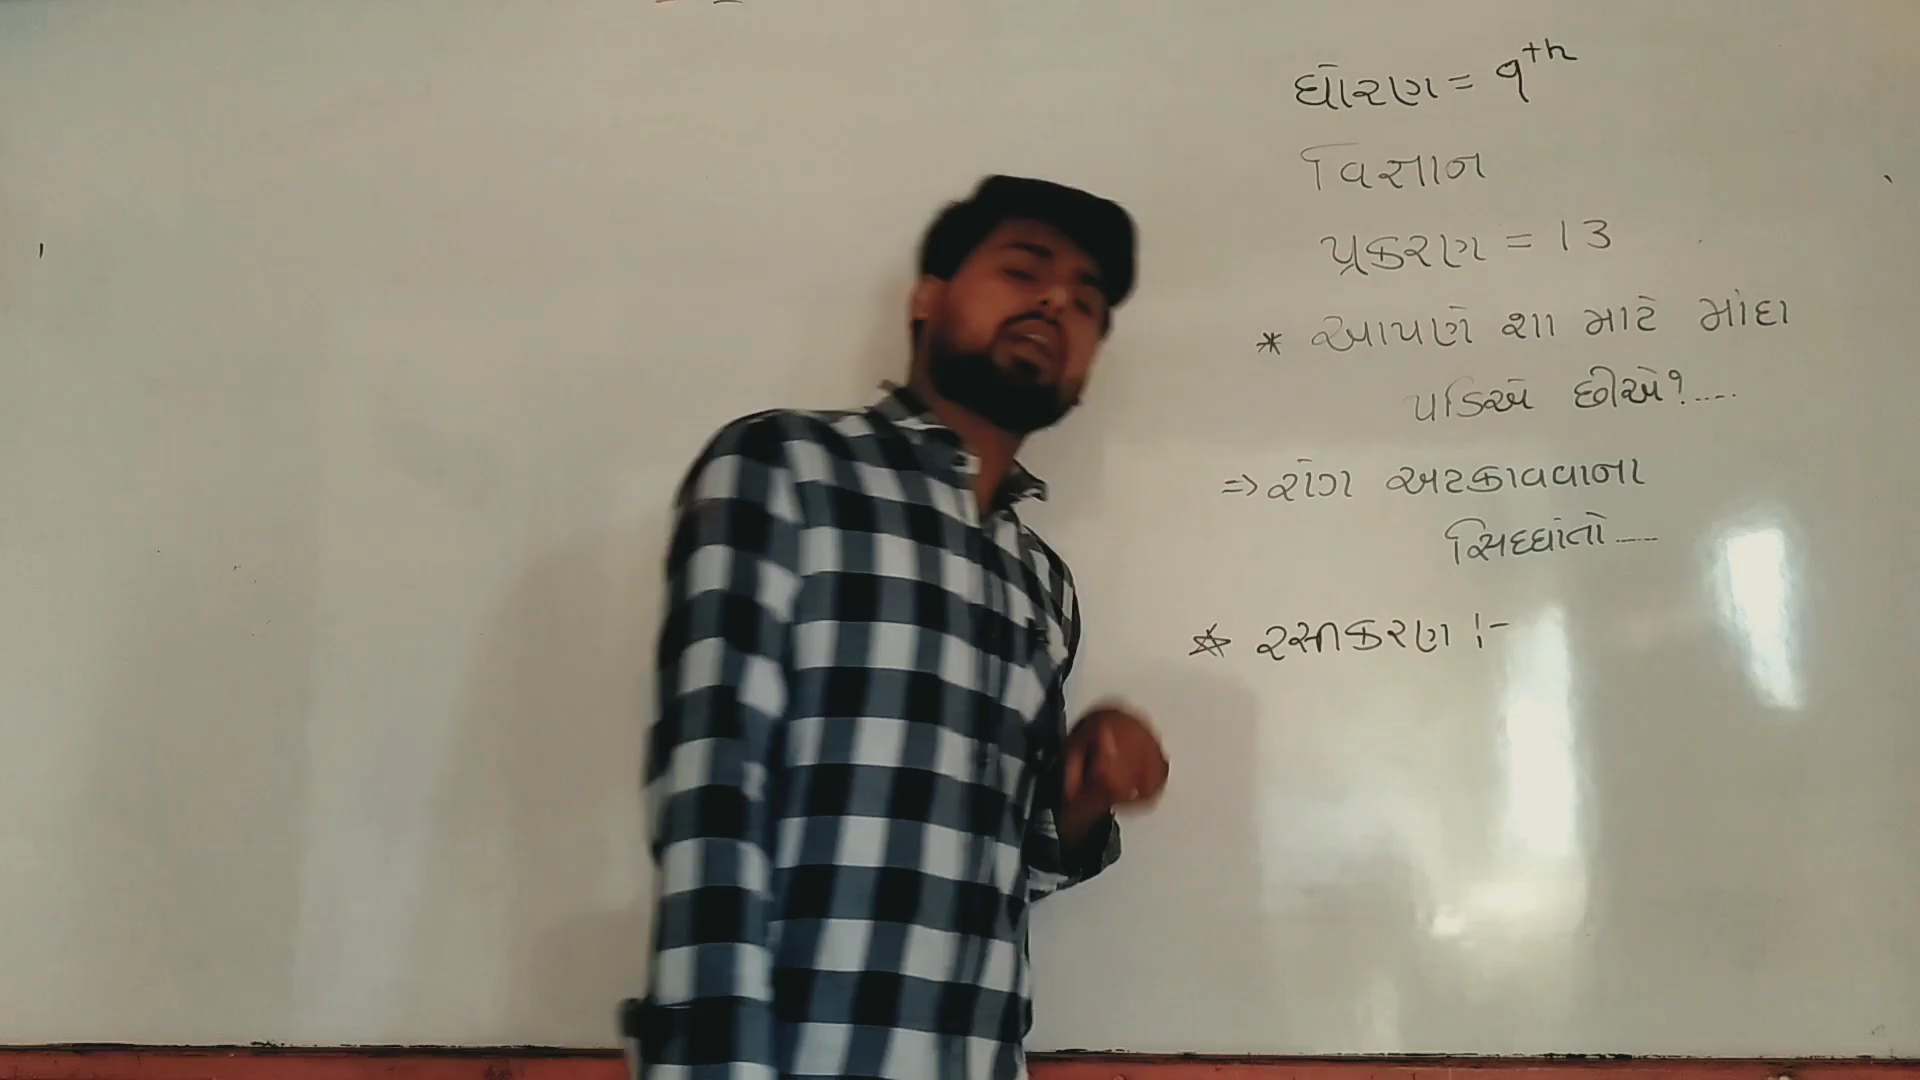 ધોરણ = 9th
વિજ્ઞાન
પ્રકરણ = 13
* આપણે શા માટે માંદા
પડિએ છીએ?....
⇒ રોગ અટકાવવાના
સિદ્ધાંતો ....
☆ રસીકરણ :-